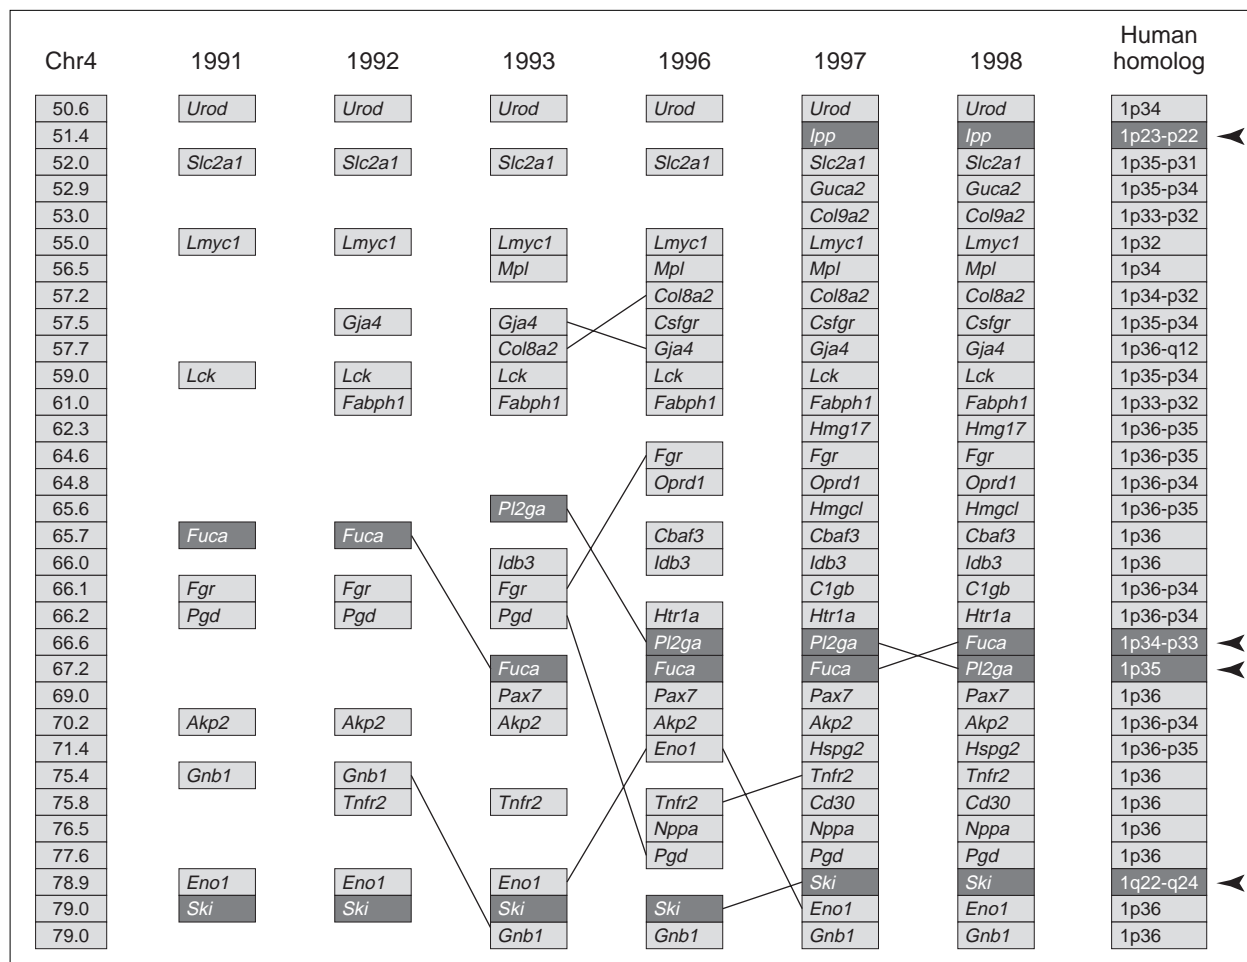 Chr4 1991 1992 1993 1996 1997 1998 Human homolog
50.6 Urod Urod Urod Urod Urod Urod 1p34
51.4 Ipp Ipp 1p23-p22
52.0 Slc2a1 Slc2a1 Slc2a1 Slc2a1 Slc2a1 Slc2a1 1p35-p31
52.9 Guca2 Guca2 1p35-p34
53.0 Col9a2 Col9a2 1p33-p32
55.0 Lmyc1 Lmyc1 Lmyc1 Lmyc1 Lmyc1 Lmyc1 1p32
56.5 Mpl Mpl Mpl Mpl 1p34
57.2 Col8a2 Col8a2 Col8a2 1p34-p32
57.5 Gja4 Gja4 Csfgr Csfgr Csfgr 1p35-p34
57.7 Col8a2 Gja4 Gja4 Gja4 1p36-q12
59.0 Lck Lck Lck Lck Lck Lck 1p35-p34
61.0 Fabph1 Fabph1 Fabph1 Fabph1 Fabph1 1p33-p32
62.3 Hmg17 Hmg17 1p36-p35
64.6 Fgr Fgr Fgr 1p36-p35
64.8 Oprd1 Oprd1 Oprd1 1p36-p34
65.6 Pl2ga Hmgcl Hmgcl 1p36-p35
65.7 Fuca Fuca Cbaf3 Cbaf3 Cbaf3 1p36
66.0 Idb3 Idb3 Idb3 Idb3 1p36
66.1 Fgr Fgr Fgr C1gb C1gb 1p36-p34
66.2 Pgd Pgd Pgd Htr1a Htr1a Htr1a 1p36-p34
66.6 Pl2ga Pl2ga Fuca 1p34-p33
67.2 Fuca Fuca Fuca Pl2ga 1p35
69.0 Pax7 Pax7 Pax7 Pax7 1p36
70.2 Akp2 Akp2 Akp2 Akp2 Akp2 Akp2 1p36-p34
71.4 Eno1 Hspg2 Hspg2 1p36-p35
75.4 Gnb1 Gnb1 Tnfr2 Tnfr2 1p36
75.8 Tnfr2 Tnfr2 Tnfr2 Cd30 Cd30 1p36
76.5 Nppa Nppa Nppa 1p36
77.6 Pgd Pgd Pgd 1p36
78.9 Eno1 Eno1 Eno1 Ski Ski 1q22-q24
79.0 Ski Ski Ski Ski Eno1 Eno1 1p36
79.0 Gnb1 Gnb1 Gnb1 Gnb1 1p36